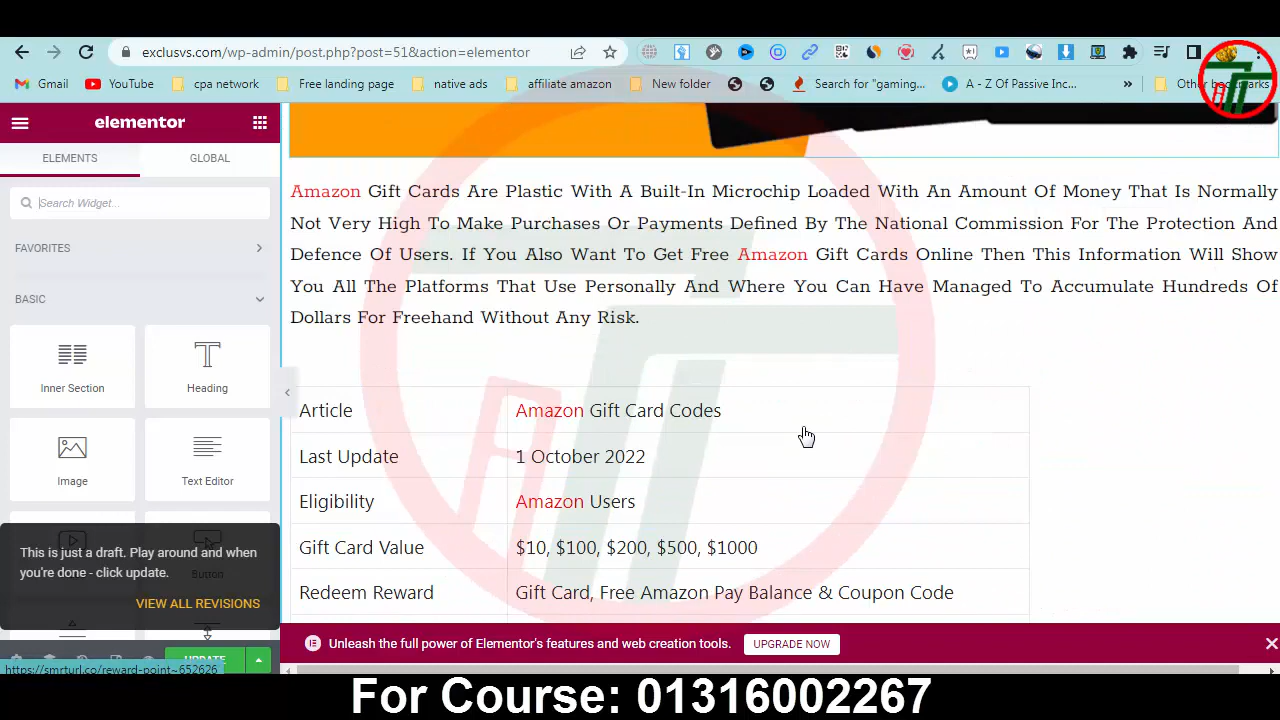 exclusvs.com/wp-admin/post.php?post=51&action=elementor
Gmail YouTube cpa network Free landing page native ads affiliatiamazon New folder Search for "gaming... A - Z Of Passive Inc... » Other bookmarks
elementor
ELEMENTS GLOBAL
Search Widget...
FAVORITES
BASIC
Inner Section Heading
Image Text Editor
Button
This is just a draft. Play around and when
you're done - click update.
VIEW ALL REVISIONS
UPDATE
https://smrturl.co/reward-point~652626
Amazon Gift Cards Are Plastic With A Built-In Microchip Loaded With An Amount Of Money That Is Normally
Not Very High To Make Purchases Or Payments Defined By The National Commission For The Protection And
Defence Of Users. If You Also Want To Get Free Amazon Gift Cards Online Then This Information Will Show
You All The Platforms That Use Personally And Where You Can Have Managed To Accumulate Hundreds Of
Dollars For Freehand Without Any Risk.
Article Amazon Gift Card Codes
Last Update 1 October 2022
Eligibility Amazon Users
Gift Card Value $10, $100, $200, $500, $1000
Redeem Reward Gift Card, Free Amazon Pay Balance & Coupon Code
Unleash the full power of Elementor's features and web creation tools. UPGRADE NOW
For Course: 01316002267